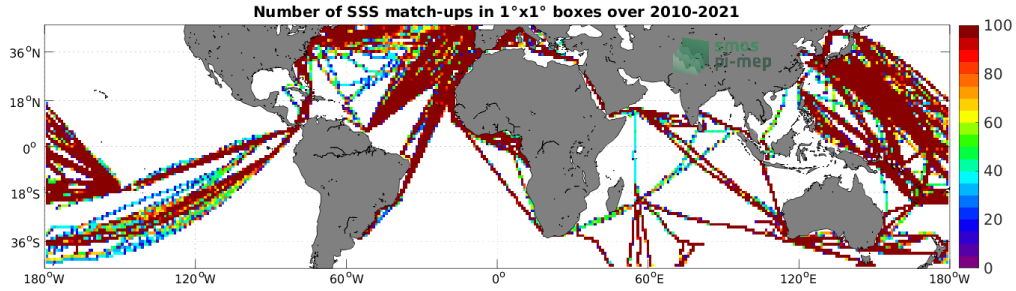 Number of SSS match-ups in 1°x1° boxes over 2010-2021
36°N
18°N
0°
18°S
36°S
180°W
120°W
60°W
0°
60°E
120°E
180°W
100
80
60
40
20
0
smos
pi-mep